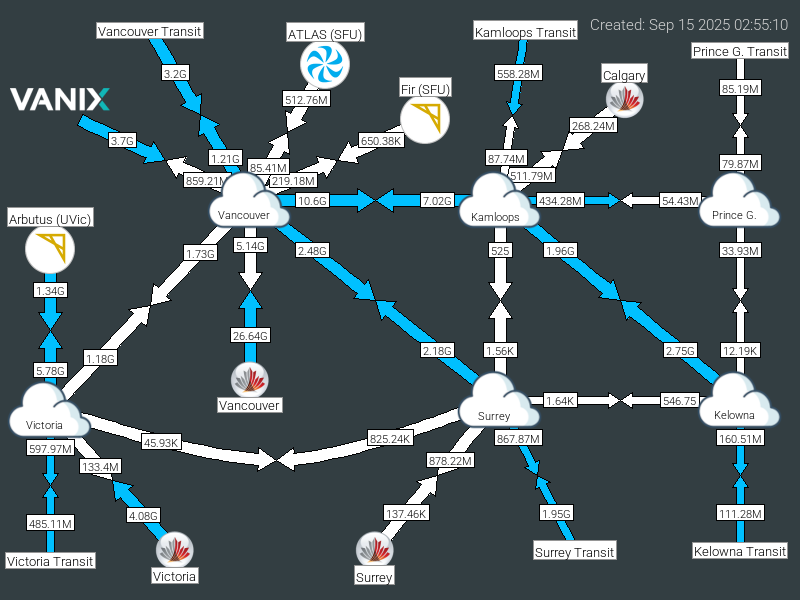 Created: Sep 15 2025 02:55:10
Vancouver Transit
ATLAS (SFU)
Kamloops Transit
Prince G. Transit
3.2G
558.28M
Calgary
85.19M
VANIX
512.76M
Fir (SFU)
268.24M
3.7G
650.38K
1.21G
85.41M
87.74M
79.87M
859.21M
219.18M
511.79M
10.6G
7.02G
434.28M
54.43M
Vancouver
Kamloops
Prince G.
Arbutus (UVic)
1.73G
5.14G
2.48G
525
1.96G
33.93M
1.34G
26.64G
1.18G
2.18G
1.56K
2.75G
12.19K
5.78G
Vancouver
1.64K
546.75
Victoria
Surrey
Kelowna
597.97M
45.93K
825.24K
867.87M
160.51M
133.4M
878.22M
485.11M
4.08G
137.46M
1.95G
111.28M
Victoria Transit
Victoria
Surrey
Surrey Transit
Kelowna Transit